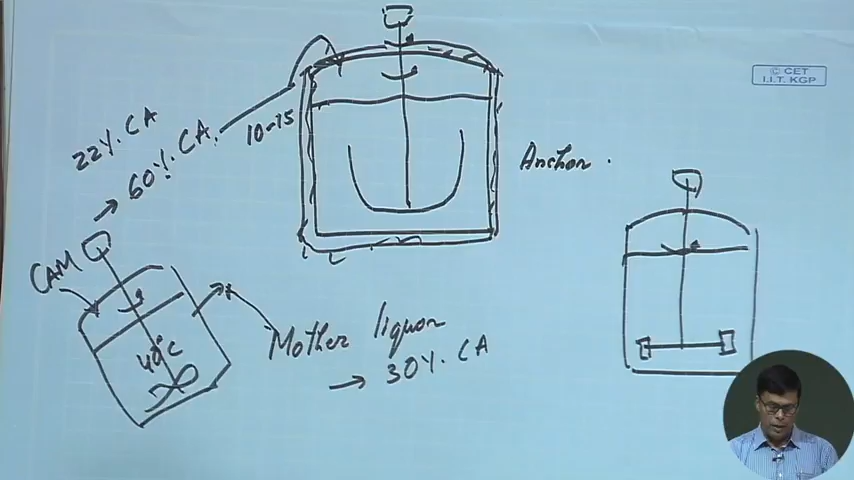 © CET
I.I.T. KGP
22%. CA
→ 60%. CA.
10-15
Anchor.
CAM
40°C
Mother liquor
→ 30%. CA